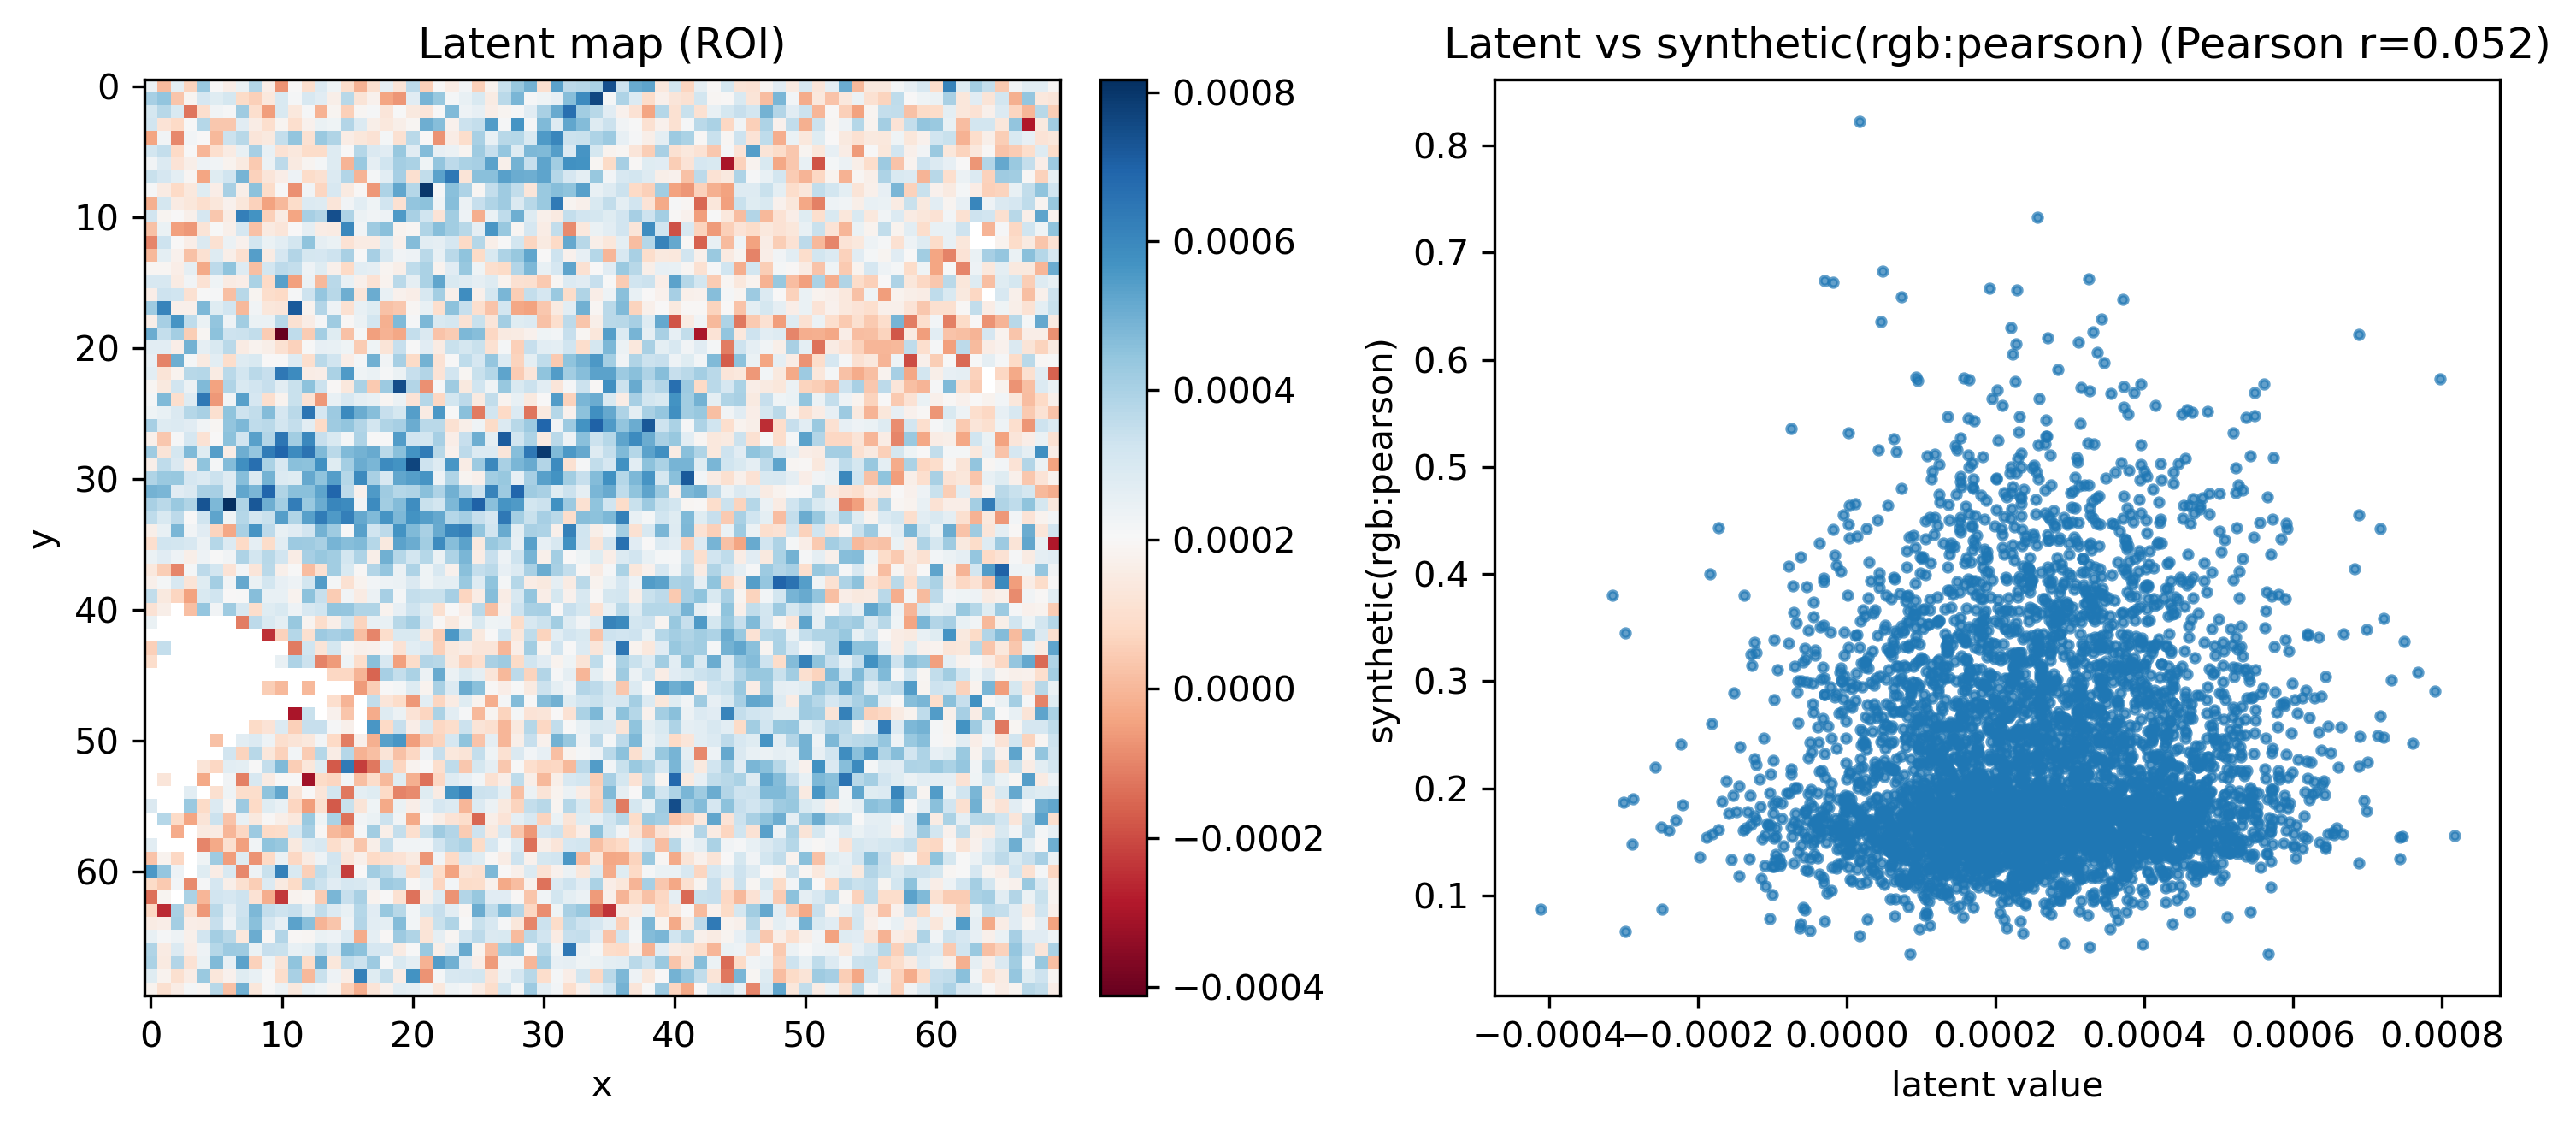 Latent map (ROI)
0
10
20
30
40
50
60
y
0 10 20 30 40 50 60
x
0.0008
0.0006
0.0004
0.0002
0.0000
−0.0002
−0.0004
Latent vs synthetic(rgb:pearson) (Pearson r=0.052)
0.8
0.7
0.6
0.5
0.4
0.3
0.2
0.1
synthetic(rgb:pearson)
−0.0004 −0.0002 0.0000 0.0002 0.0004 0.0006 0.0008
latent value